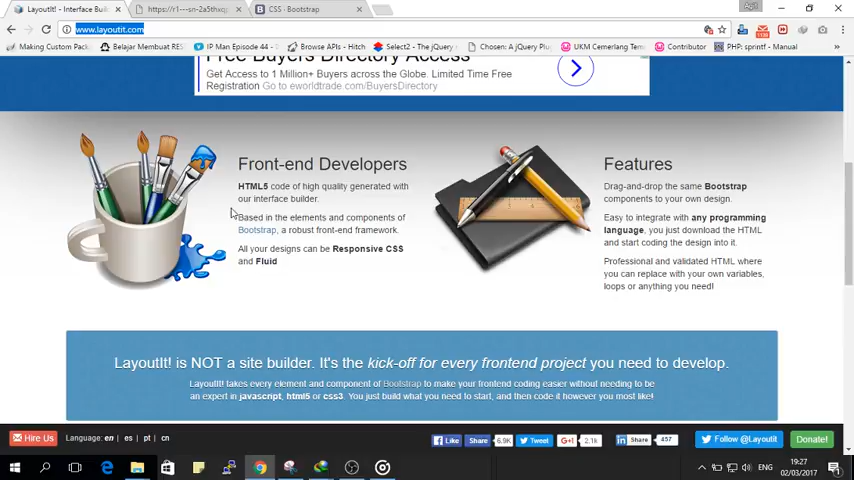 LayoutIt! - Interface Buil
https://r1---sn-2a5thxqp
CSS · Bootstrap
Agit
www.layoutit.com
Making Custom Pack
Belajar Membuat RES
IP Man Episode 44 -
Browse APIs - Hitch
Select2 - The jQuery r
Chosen: A jQuery Plug
UKM Cemerlang Tem
Contributor
PHP: sprintf - Manual
Free Buyers Directory Access
Get Access to 1 Million+ Buyers across the Globe. Limited Time Free
Registration Go to eworldtrade.com/BuyersDirectory
Front-end Developers
HTML5 code of high quality generated with
our interface builder.
Based in the elements and components of
Bootstrap, a robust front-end framework.
All your designs can be Responsive CSS
and Fluid
Features
Drag-and-drop the same Bootstrap
components to your own design.
Easy to integrate with any programming
language, you just download the HTML
and start coding the design into it.
Professional and validated HTML where
you can replace with your own variables,
loops or anything you need!
LayoutIt! is NOT a site builder. It's the kick-off for every frontend project you need to develop.
LayoutIt! takes every element and component of Bootstrap to make your frontend coding easier without needing to be
an expert in javascript, html5 or css3. You just build what you need to start, and then code it however you most like!
Hire Us
Language: en es pt cn
Like
Share
6.9K
Tweet
G+1
2.1k
in Share
457
Follow @Layoutit
Donate!
ENG
19:27
02/03/2017